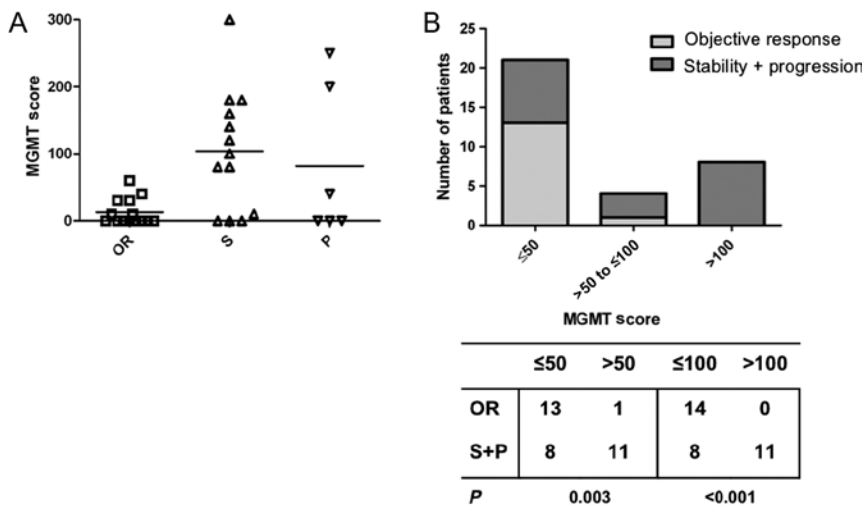 A
MGMT score
300
200
100
0
OR
S
P
B
Number of patients
25
20
15
10
5
0
Objective response
Stability + progression
≤50
>50 to ≤100
>100
MGMT score
≤50 >50 ≤100 >100
OR 13 1 14 0
S+P 8 11 8 11
P 0.003 <0.001